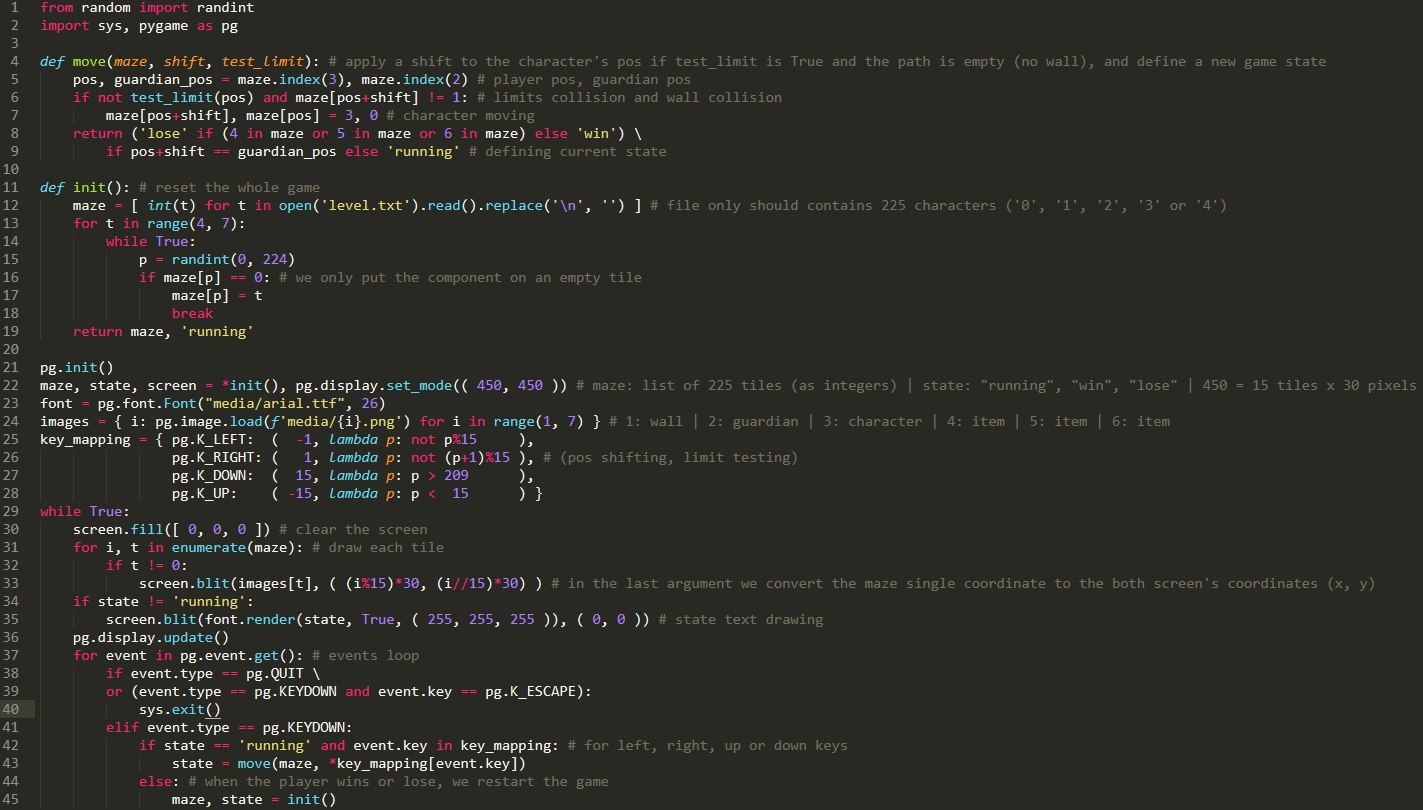 1 from random import randint
2 import sys, pygame as pg
3
4 def move(maze, shift, test_limit): # apply a shift to the character's pos if test_limit is True and the path is empty (no wall), and define a new game state
5     pos, guardian_pos = maze.index(3), maze.index(2) # player pos, guardian pos
6     if not test_limit(pos) and maze[pos+shift] != 1: # limits collision and wall collision
7         maze[pos+shift], maze[pos] = 3, 0 # character moving
8     return ('lose' if (4 in maze or 5 in maze or 6 in maze) else 'win') \
9         if pos+shift == guardian_pos else 'running' # defining current state
10
11 def init(): # reset the whole game
12     maze = [ int(t) for t in open('level.txt').read().replace('\n', '') ] # file only should contains 225 characters ('0', '1', '2', '3' or '4')
13     for t in range(4, 7):
14         while True:
15             p = randint(0, 224)
16             if maze[p] == 0: # we only put the component on an empty tile
17                 maze[p] = t
18                 break
19     return maze, 'running'
20
21 pg.init()
22 maze, state, screen = *init(), pg.display.set_mode(( 450, 450 )) # maze: list of 225 tiles (as integers) | state: "running", "win", "lose" | 450 = 15 tiles x 30 pixels
23 font = pg.font.Font("media/arial.ttf", 26)
24 images = { i: pg.image.load(f'media/{i}.png') for i in range(1, 7) } # 1: wall | 2: guardian | 3: character | 4: item | 5: item | 6: item
25 key_mapping = { pg.K_LEFT:  (  -1, lambda p: not p%15     ),
26                 pg.K_RIGHT: (   1, lambda p: not (p+1)%15 ), # (pos shifting, limit testing)
27                 pg.K_DOWN:  (  15, lambda p: p > 209      ),
28                 pg.K_UP:    ( -15, lambda p: p <  15      ) }
29 while True:
30     screen.fill([ 0, 0, 0 ]) # clear the screen
31     for i, t in enumerate(maze): # draw each tile
32         if t != 0:
33             screen.blit(images[t], ( (i%15)*30, (i//15)*30) ) # in the last argument we convert the maze single coordinate to the both screen's coordinates (x, y)
34     if state != 'running':
35         screen.blit(font.render(state, True, ( 255, 255, 255 )), ( 0, 0 )) # state text drawing
36     pg.display.update()
37     for event in pg.event.get(): # events loop
38         if event.type == pg.QUIT \
39         or (event.type == pg.KEYDOWN and event.key == pg.K_ESCAPE):
40             sys.exit()
41         elif event.type == pg.KEYDOWN:
42             if state == 'running' and event.key in key_mapping: # for left, right, up or down keys
43                 state = move(maze, *key_mapping[event.key])
44             else: # when the player wins or lose, we restart the game
45                 maze, state = init()